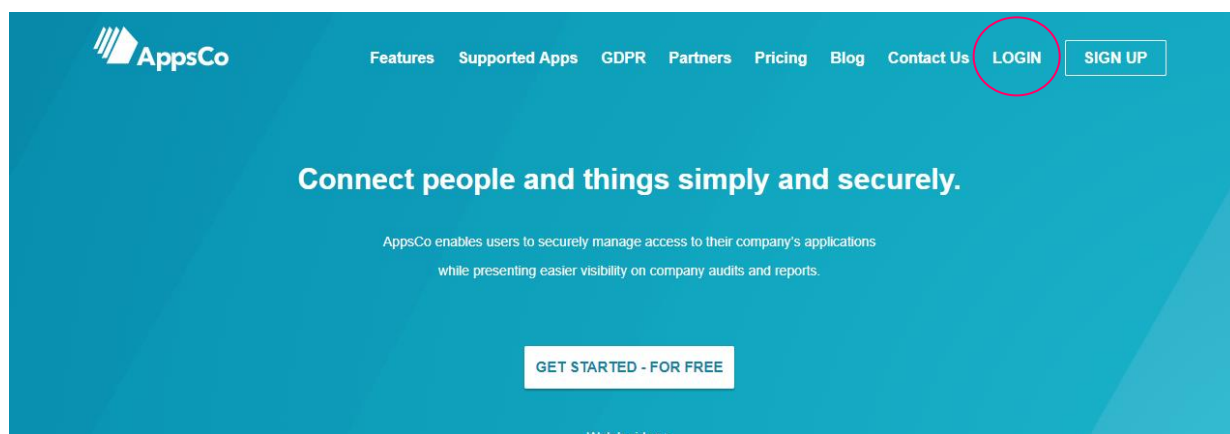 AppsCo
Features Supported Apps GDPR Partners Pricing Blog Contact Us LOGIN SIGN UP
Connect people and things simply and securely.
AppsCo enables users to securely manage access to their company's applications
while presenting easier visibility on company audits and reports.
GET STARTED - FOR FREE